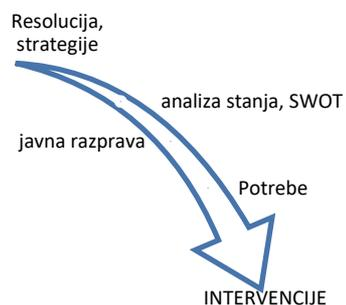 Resolucija,
strategije
analiza stanja, SWOT
javna razprava
Potrebe
INTERVENCIJE